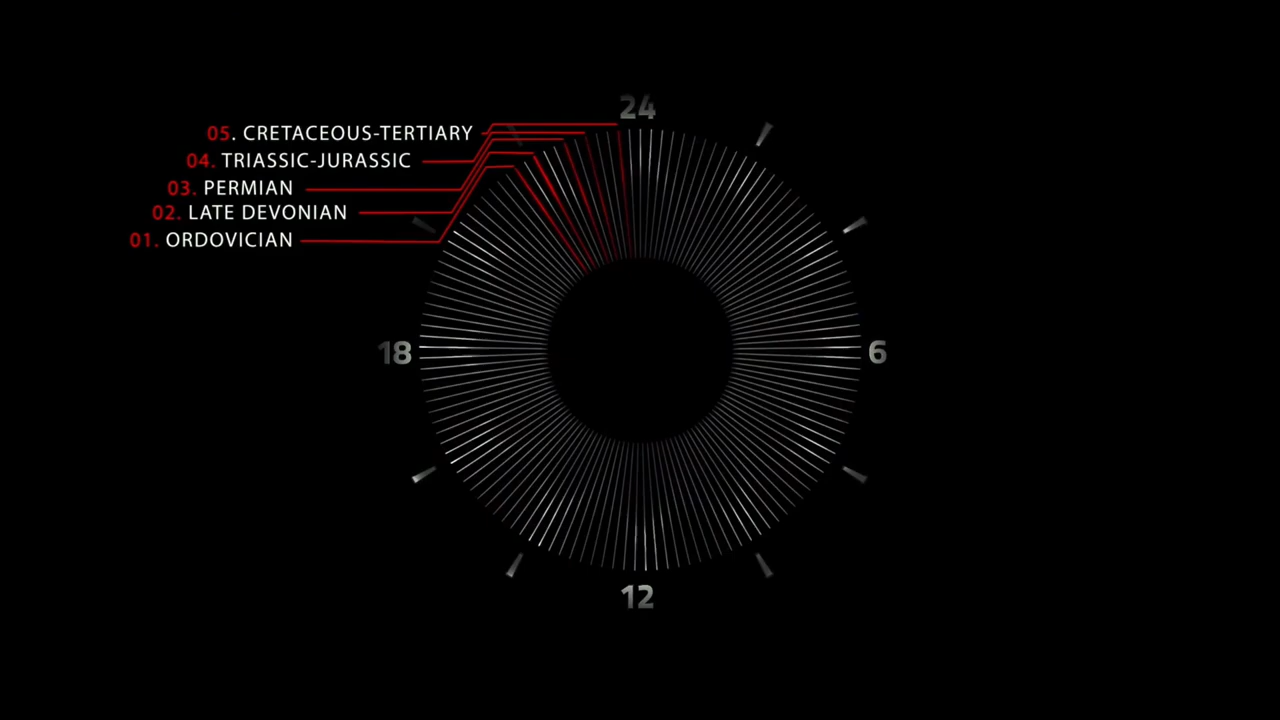 24
05. CRETACEOUS-TERTIARY
04. TRIASSIC-JURASSIC
03. PERMIAN
02. LATE DEVONIAN
01. ORDOVICIAN
18
6
12